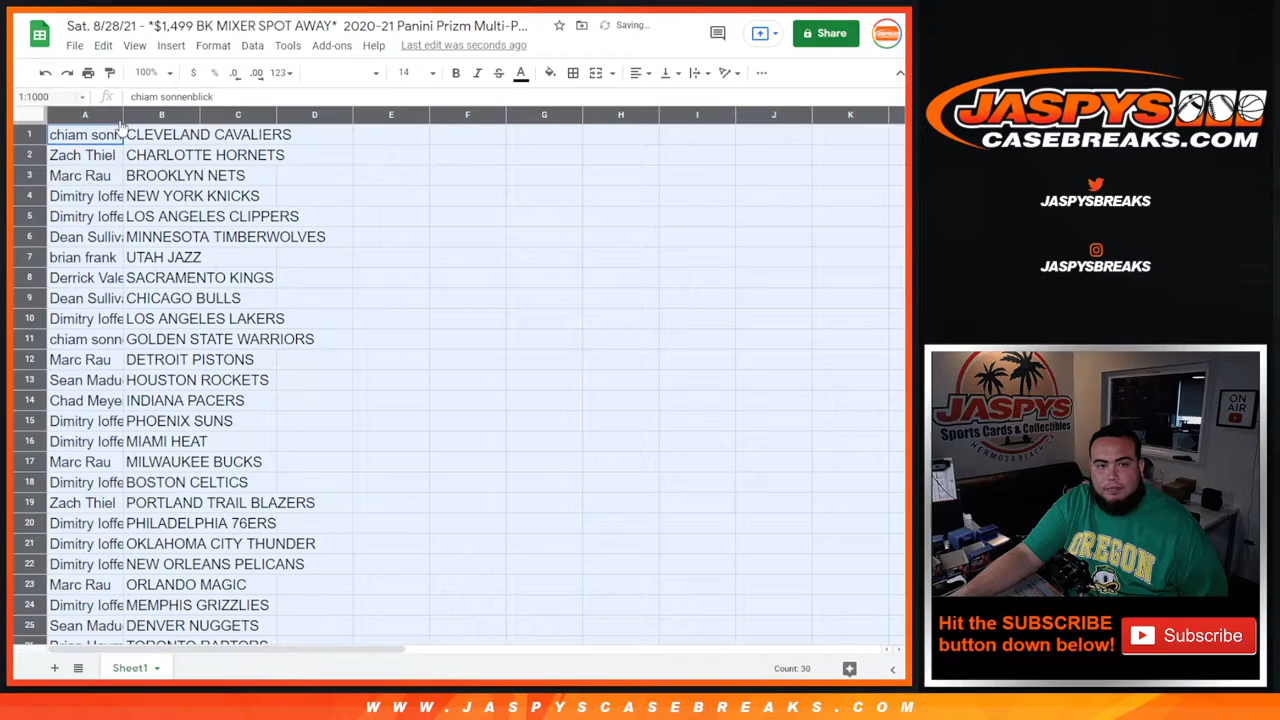 Sat. 8/28/21 - *$1,499 BK MIXER SPOT AWAY* 2020-21 Panini Prizm Multi-P...
Saving...
File Edit View Insert Format Data Tools Add-ons Help Last edit was seconds ago
Share
100% $ % .0 .00 123 14 B I S A
1:1000 fx chiam sonnenblick
A B C D E F G H I J K
1 chiam sonn CLEVELAND CAVALIERS
2 Zach Thiel CHARLOTTE HORNETS
3 Marc Rau BROOKLYN NETS
4 Dimitry Ioffe NEW YORK KNICKS
5 Dimitry Ioffe LOS ANGELES CLIPPERS
6 Dean Sulliva MINNESOTA TIMBERWOLVES
7 brian frank UTAH JAZZ
8 Derrick Vale SACRAMENTO KINGS
9 Dean Sulliva CHICAGO BULLS
10 Dimitry Ioffe LOS ANGELES LAKERS
11 chiam sonne GOLDEN STATE WARRIORS
12 Marc Rau DETROIT PISTONS
13 Sean Madu HOUSTON ROCKETS
14 Chad Meye INDIANA PACERS
15 Dimitry Ioffe PHOENIX SUNS
16 Dimitry Ioffe MIAMI HEAT
17 Marc Rau MILWAUKEE BUCKS
18 Dimitry Ioffe BOSTON CELTICS
19 Zach Thiel PORTLAND TRAIL BLAZERS
20 Dimitry Ioffe PHILADELPHIA 76ERS
21 Dimitry Ioffe OKLAHOMA CITY THUNDER
22 Dimitry Ioffe NEW ORLEANS PELICANS
23 Marc Rau ORLANDO MAGIC
24 Dimitry Ioffe MEMPHIS GRIZZLIES
25 Sean Madu DENVER NUGGETS
TORONTO RAPTORS
Sheet1
Count: 30
JASPYS
CASEBREAKS.COM
JASPYSBREAKS
JASPYSBREAKS
JASPYS
Sports Cards & Collectibles
HERMOSA BEACH
ON
AIR
OREGON
Hit the SUBSCRIBE
button down below!
Subscribe
WWW.JASPYSCASEBREAKS.COM